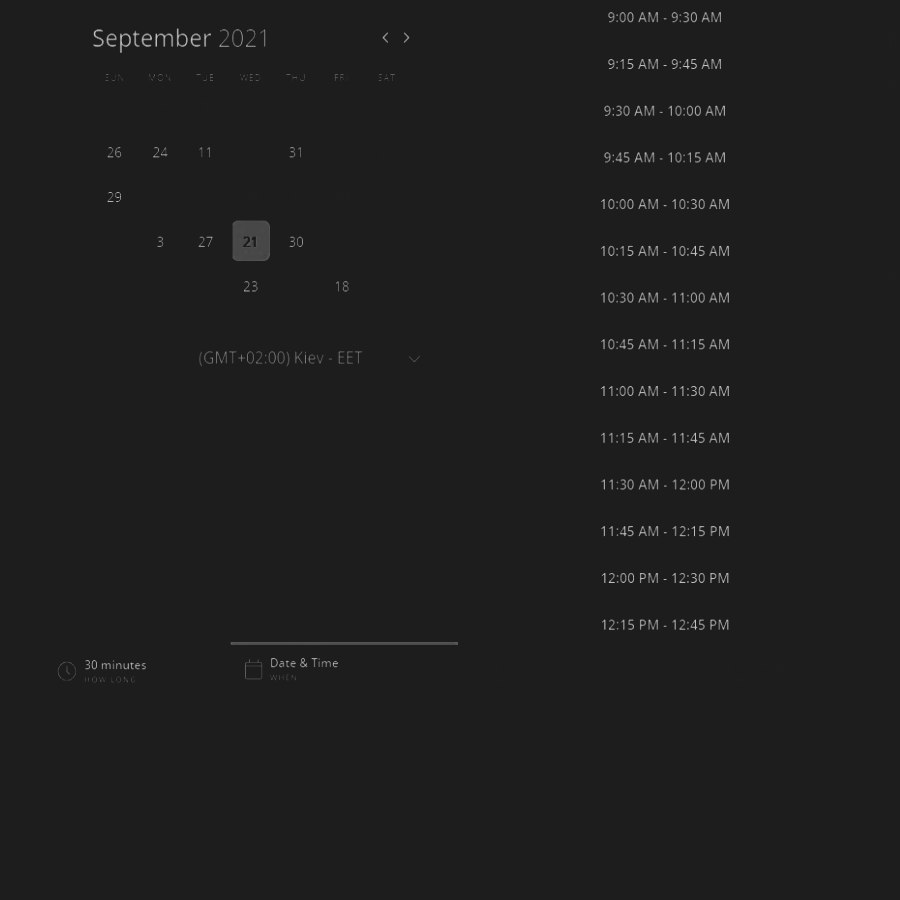 September 2021
SUN MON TUE WED THU FRI SAT
26 24 11 31
29
3 27 21 30
23 18
(GMT+02:00) Kiev - EET
30 minutes
HOW LONG
Date & Time
WHEN
9:00 AM - 9:30 AM
9:15 AM - 9:45 AM
9:30 AM - 10:00 AM
9:45 AM - 10:15 AM
10:00 AM - 10:30 AM
10:15 AM - 10:45 AM
10:30 AM - 11:00 AM
10:45 AM - 11:15 AM
11:00 AM - 11:30 AM
11:15 AM - 11:45 AM
11:30 AM - 12:00 PM
11:45 AM - 12:15 PM
12:00 PM - 12:30 PM
12:15 PM - 12:45 PM